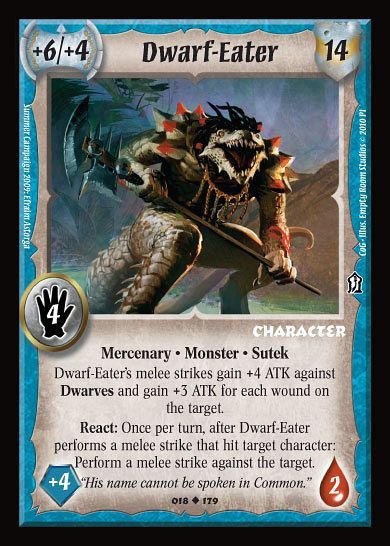 +6/+4
Dwarf-Eater
14
Summer Campaign 2009: Efraim Astorga
CoG • Illus. Empty Room Studios © 2010 P1
4
CHARACTER
Mercenary • Monster • Sutek
Dwarf-Eater's melee strikes gain +4 ATK against
Dwarves and gain +3 ATK for each wound on
the target.
React: Once per turn, after Dwarf-Eater
performs a melee strike that hit target character:
Perform a melee strike against the target.
"His name cannot be spoken in Common."
+4
2
018 ◆ 179